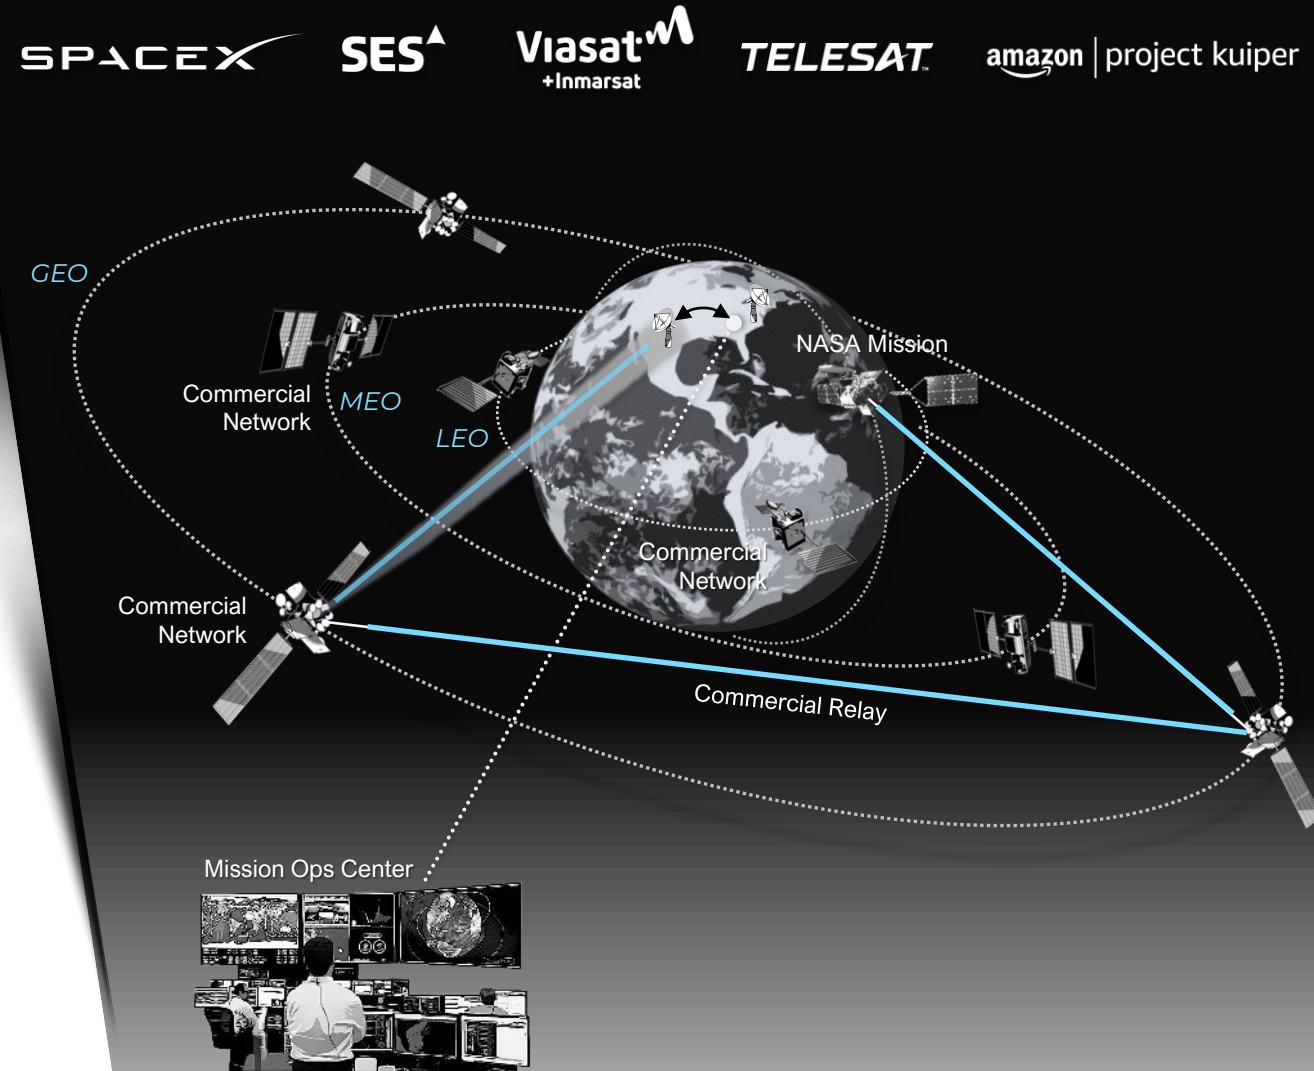 SPACEX
SES
Viasat
+Inmarsat
TELESAT™
amazon | project kuiper
GEO
NASA Mission
Commercial
Network
MEO
LEO
Commercial
Network
Commercial
Network
Commercial Relay
Mission Ops Center